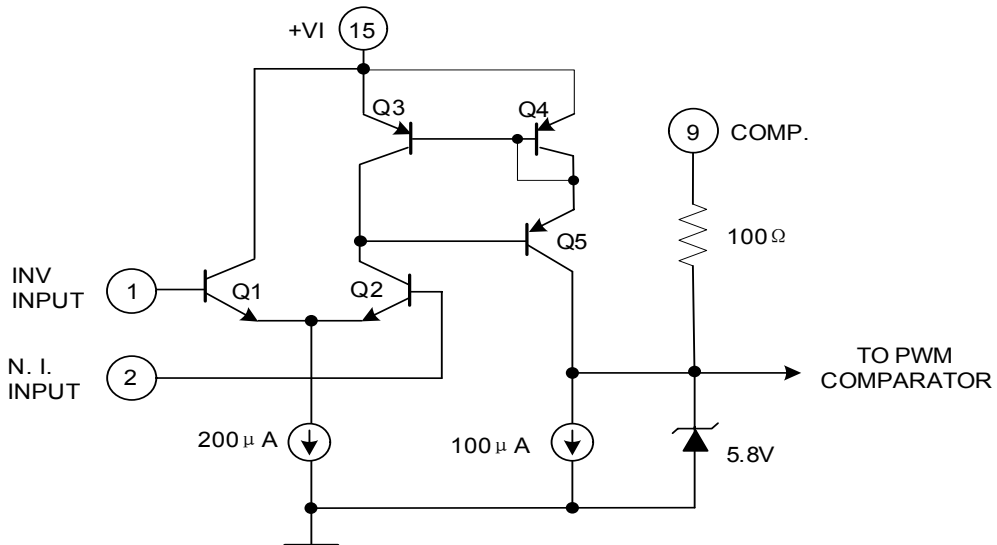 +VI
15
Q3
Q4
9
COMP.
100Ω
Q5
INV
INPUT
1
Q1
Q2
N. I.
INPUT
2
TO PWM
COMPARATOR
200μA
100μA
5.8V